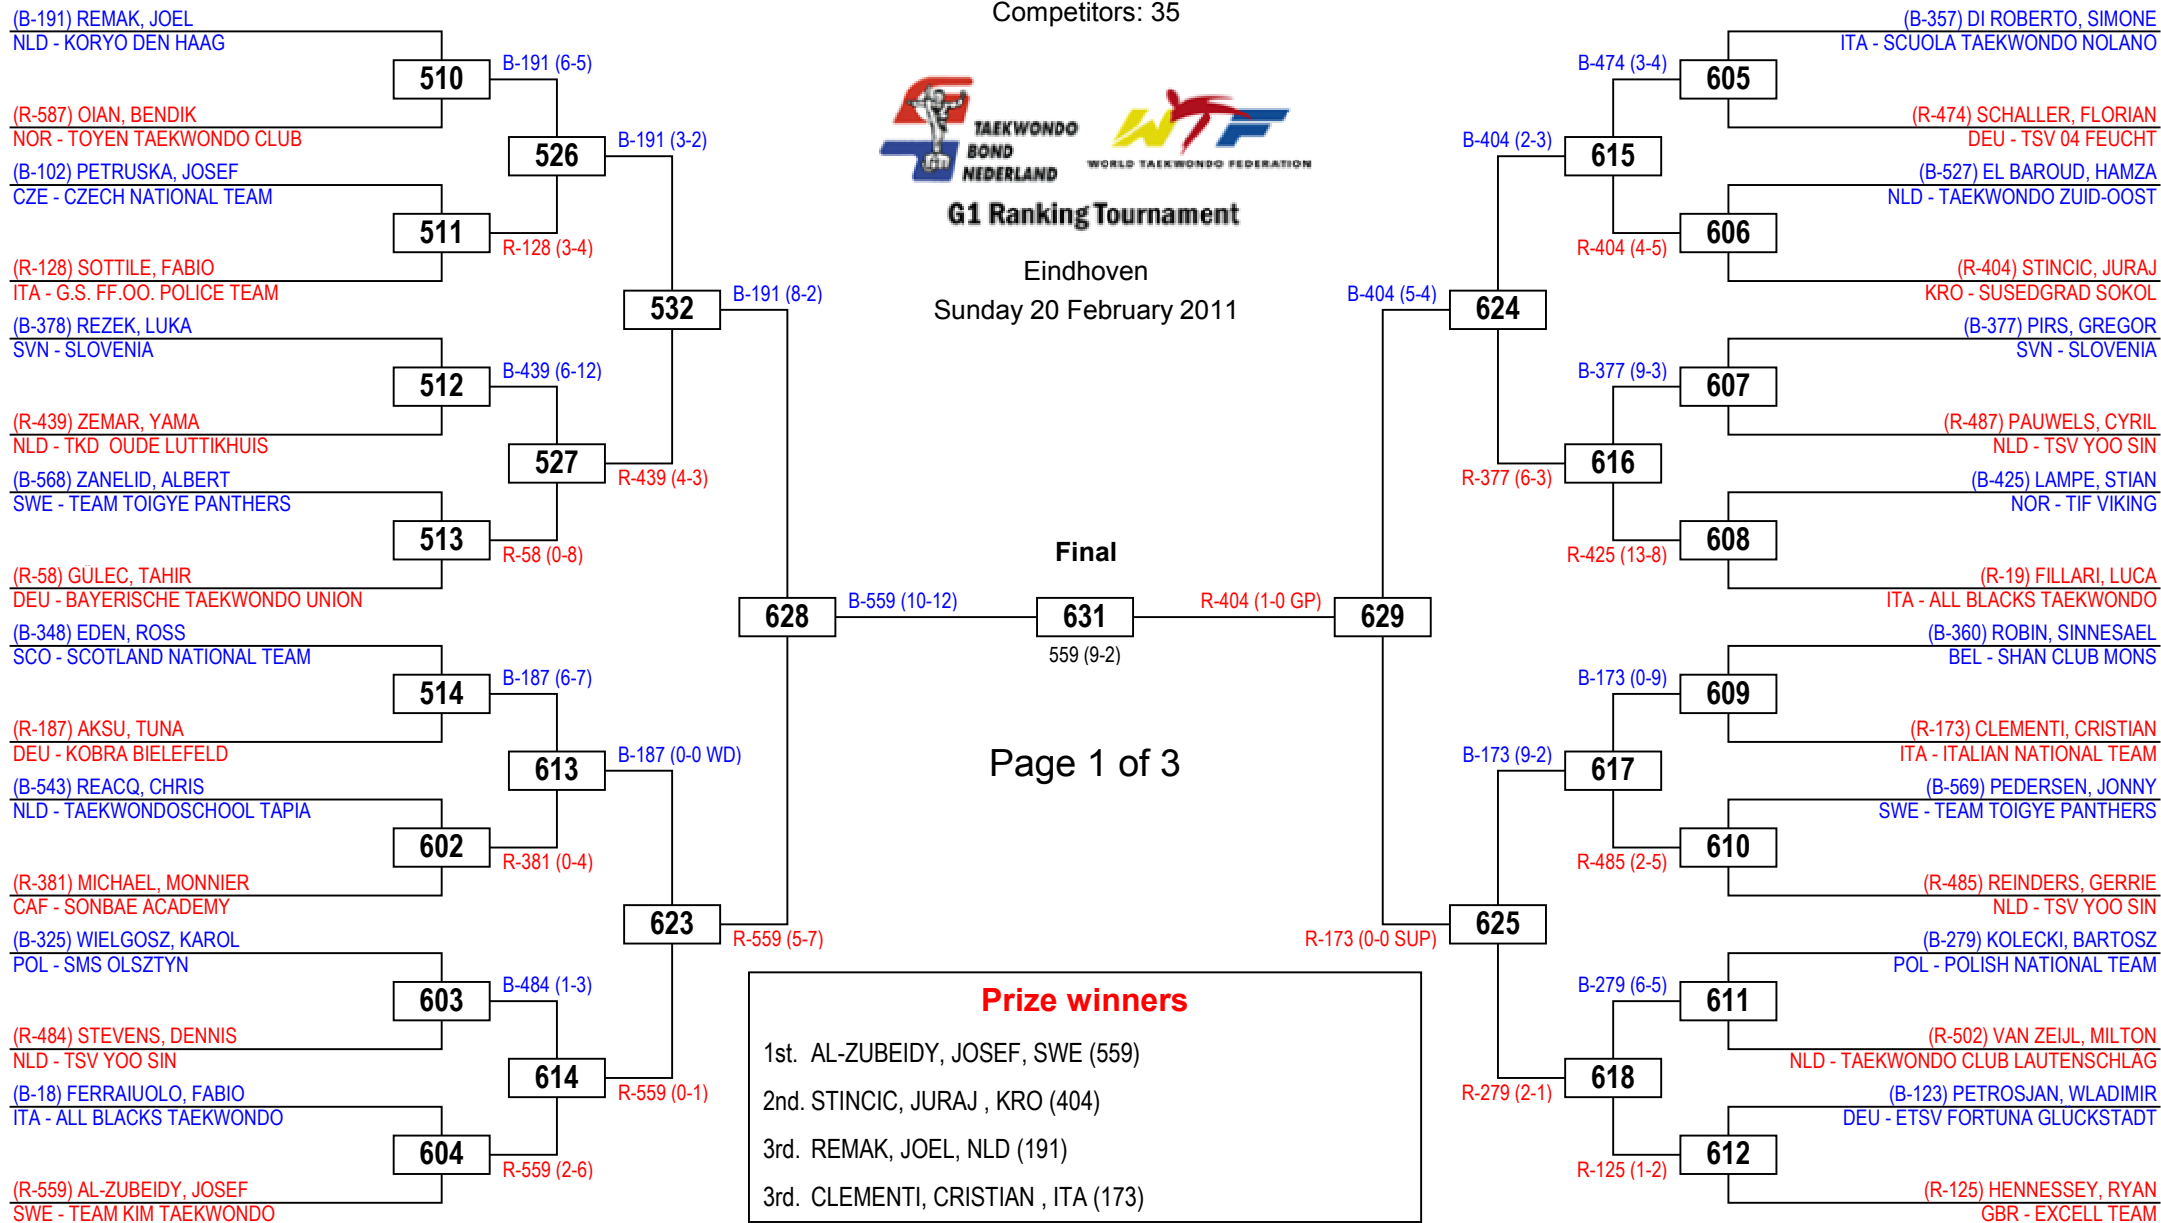 Competitors: 35
TAEKWONDO
BOND
NEDERLAND
WTF
WORLD TAEKWONDO FEDERATION
G1 Ranking Tournament
Eindhoven
Sunday 20 February 2011
(B-191) REMAK, JOEL
NLD - KORYO DEN HAAG
510
B-191 (6-5)
(R-587) OIAN, BENDIK
NOR - TOYEN TAEKWONDO CLUB
526
B-191 (3-2)
(B-102) PETRUSKA, JOSEF
CZE - CZECH NATIONAL TEAM
511
R-128 (3-4)
(R-128) SOTTILE, FABIO
ITA - G.S. FF.OO. POLICE TEAM
532
B-191 (8-2)
(B-378) REZEK, LUKA
SVN - SLOVENIA
512
B-439 (6-12)
(R-439) ZEMAR, YAMA
NLD - TKD  OUDE LUTTIKHUIS
527
R-439 (4-3)
(B-568) ZANELID, ALBERT
SWE - TEAM TOIGYE PANTHERS
513
R-58 (0-8)
(R-58) GÜLEC, TAHIR
DEU - BAYERISCHE TAEKWONDO UNION
628
B-559 (10-12)
(B-348) EDEN, ROSS
SCO - SCOTLAND NATIONAL TEAM
514
B-187 (6-7)
(R-187) AKSU, TUNA
DEU - KOBRA BIELEFELD
613
B-187 (0-0 WD)
(B-543) REACQ, CHRIS
NLD - TAEKWONDOSCHOOL TAPIA
602
R-381 (0-4)
(R-381) MICHAEL, MONNIER
CAF - SONBAE ACADEMY
623
R-559 (5-7)
(B-325) WIELGOSZ, KAROL
POL - SMS OLSZTYN
603
B-484 (1-3)
(R-484) STEVENS, DENNIS
NLD - TSV YOO SIN
614
R-559 (0-1)
(B-18) FERRAIUOLO, FABIO
ITA - ALL BLACKS TAEKWONDO
604
R-559 (2-6)
(R-559) AL-ZUBEIDY, JOSEF
SWE - TEAM KIM TAEKWONDO
Final
631
559 (9-2)
Page 1 of 3
(B-357) DI ROBERTO, SIMONE
ITA - SCUOLA TAEKWONDO NOLANO
B-474 (3-4)
605
(R-474) SCHALLER, FLORIAN
DEU - TSV 04 FEUCHT
B-404 (2-3)
615
(B-527) EL BAROUD, HAMZA
NLD - TAEKWONDO ZUID-OOST
R-404 (4-5)
606
(R-404) STINCIC, JURAJ
KRO - SUSEDGRAD SOKOL
B-404 (5-4)
624
(B-377) PIRS, GREGOR
SVN - SLOVENIA
B-377 (9-3)
607
(R-487) PAUWELS, CYRIL
NLD - TSV YOO SIN
R-377 (6-3)
616
(B-425) LAMPE, STIAN
NOR - TIF VIKING
R-425 (13-8)
608
(R-19) FILLARI, LUCA
ITA - ALL BLACKS TAEKWONDO
R-404 (1-0 GP)
629
(B-360) ROBIN, SINNESAEL
BEL - SHAN CLUB MONS
B-173 (0-9)
609
(R-173) CLEMENTI, CRISTIAN
ITA - ITALIAN NATIONAL TEAM
B-173 (9-2)
617
(B-569) PEDERSEN, JONNY
SWE - TEAM TOIGYE PANTHERS
R-485 (2-5)
610
(R-485) REINDERS, GERRIE
NLD - TSV YOO SIN
R-173 (0-0 SUP)
625
(B-279) KOLECKI, BARTOSZ
POL - POLISH NATIONAL TEAM
B-279 (6-5)
611
(R-502) VAN ZEIJL, MILTON
NLD - TAEKWONDO CLUB LAUTENSCHLÄG
R-279 (2-1)
618
(B-123) PETROSJAN, WLADIMIR
DEU - ETSV FORTUNA GLÜCKSTADT
R-125 (1-2)
612
(R-125) HENNESSEY, RYAN
GBR - EXCELL TEAM
Prize winners
1st. AL-ZUBEIDY, JOSEF, SWE (559)
2nd. STINCIC, JURAJ , KRO (404)
3rd. REMAK, JOEL, NLD (191)
3rd. CLEMENTI, CRISTIAN , ITA (173)